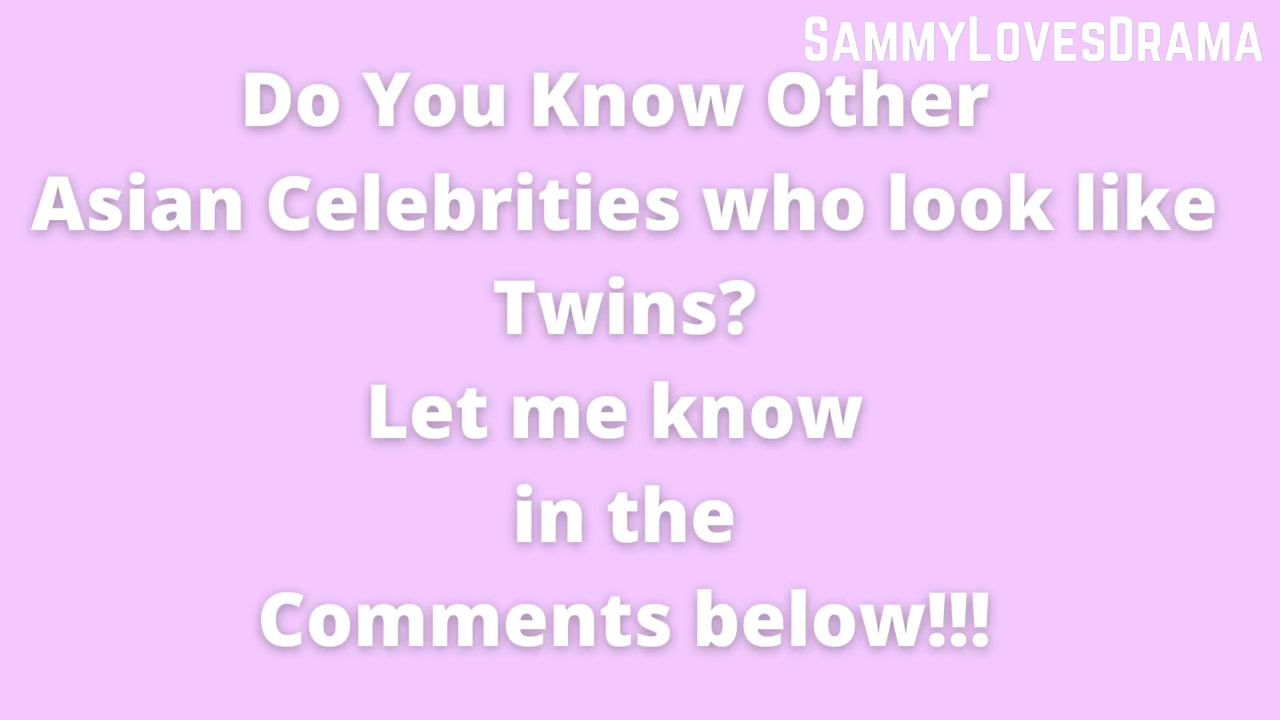 SammyLovesDrama
Do You Know Other
Asian Celebrities who look like
Twins?
Let me know
in the
Comments below!!!